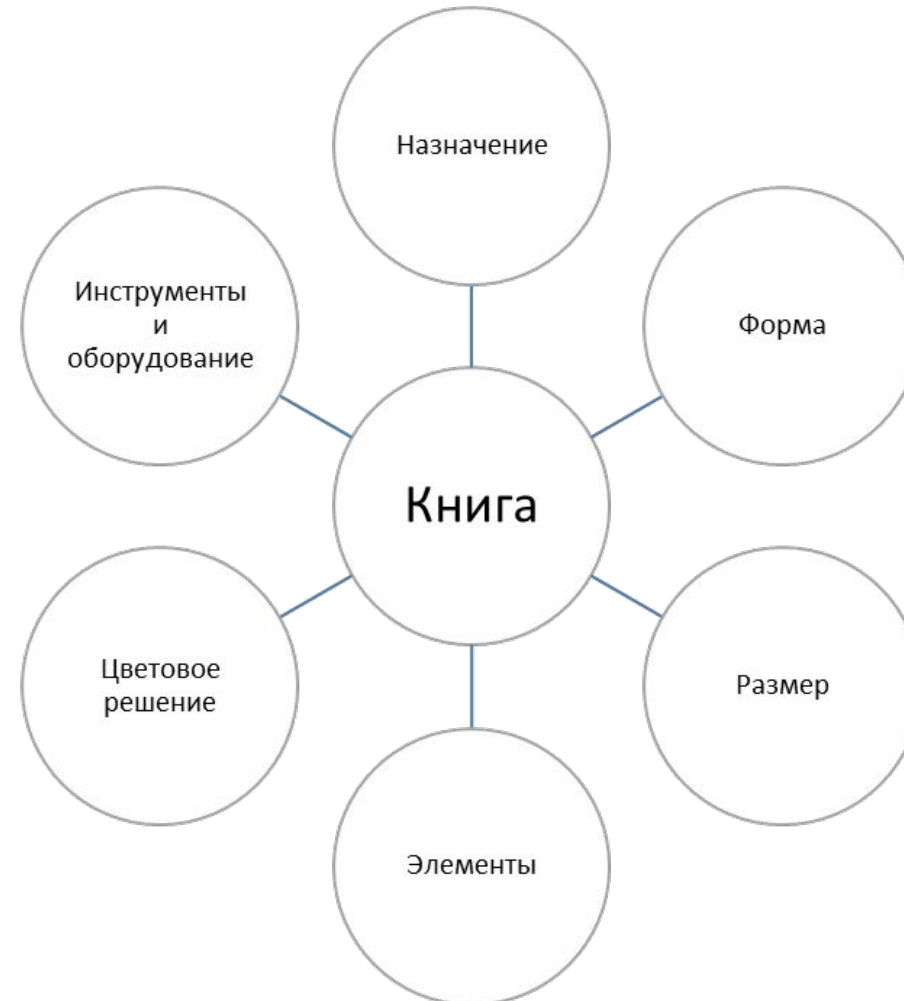 Назначение
Инструменты
и
оборудование
Форма
Книга
Цветовое
решение
Размер
Элементы